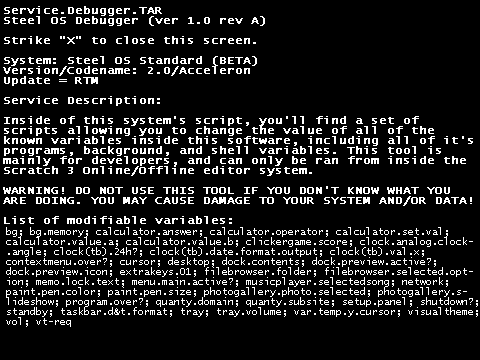 Service.Debugger.TAR
Steel OS Debugger (ver 1.0 rev A)
Strike "X" to close this screen.
System: Steel OS Standard (BETA)
Version/Codename: 2.0/Acceleron
Update = RTM
Service Description:
Inside of this system's script, you'll find a set of
scripts allowing you to change the value of all of the
known variables inside this software, including all of it's
programs, background, and shell variables. This tool is
mainly for developers, and can only be ran from inside the
Scratch 3 Online/Offline editor system.
WARNING! DO NOT USE THIS TOOL IF YOU DON'T KNOW WHAT YOU
ARE DOING. YOU MAY CAUSE DAMAGE TO YOUR SYSTEM AND/OR DATA!
List of modifiable variables:
bg; bg.memory; calculator.answer; calculator.operator; calculator.set.val;
calculator.value.a; calculator.value.b; clickergame.score; clock.analog.clock-
.angle; clock(tb).24h?; clock(tb).date.format.output; clock(tb).val.x;
contextmenu.over?; cursor; desktop; dock.contents; dock.preview.active?;
dock.preview.icon; extrakeys.01; filebrowser.folder; filebrowser.selected.opt-
ion; memo.lock.text; menu.main.active?; musicplayer.selectedsong; network;
paint.pen.color; paint.pen.size; photogallery.photo.selected; photogallery.s-
lideshow; program.over?; quanty.domain; quanty.subsite; setup.panel; shutdown?;
standby; taskbar.d&t.format; tray; tray.volume; var.temp.y.cursor; visualtheme;
vol; vt-req